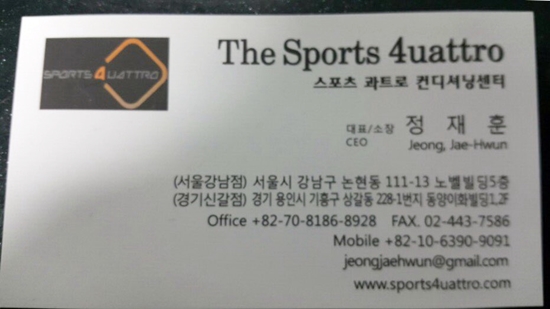 SPORTS 4UATTRO
The Sports 4uattro
스포츠 콰트로 컨디셔닝센터
대표/소장 정 재 훈
CEO Jeong, Jae-Hwun
(서울강남점) 서울시 강남구 논현동 111-13 노벨빌딩5층
(경기신갈점) 경기 용인시 기흥구 상갈동 228-1번지 동양이화빌딩1,2F
Office +82-70-8186-8928 FAX. 02-443-7586
Mobile +82-10-6390-9091
jeongjaehwun@gmail.com
www.sports4uattro.com